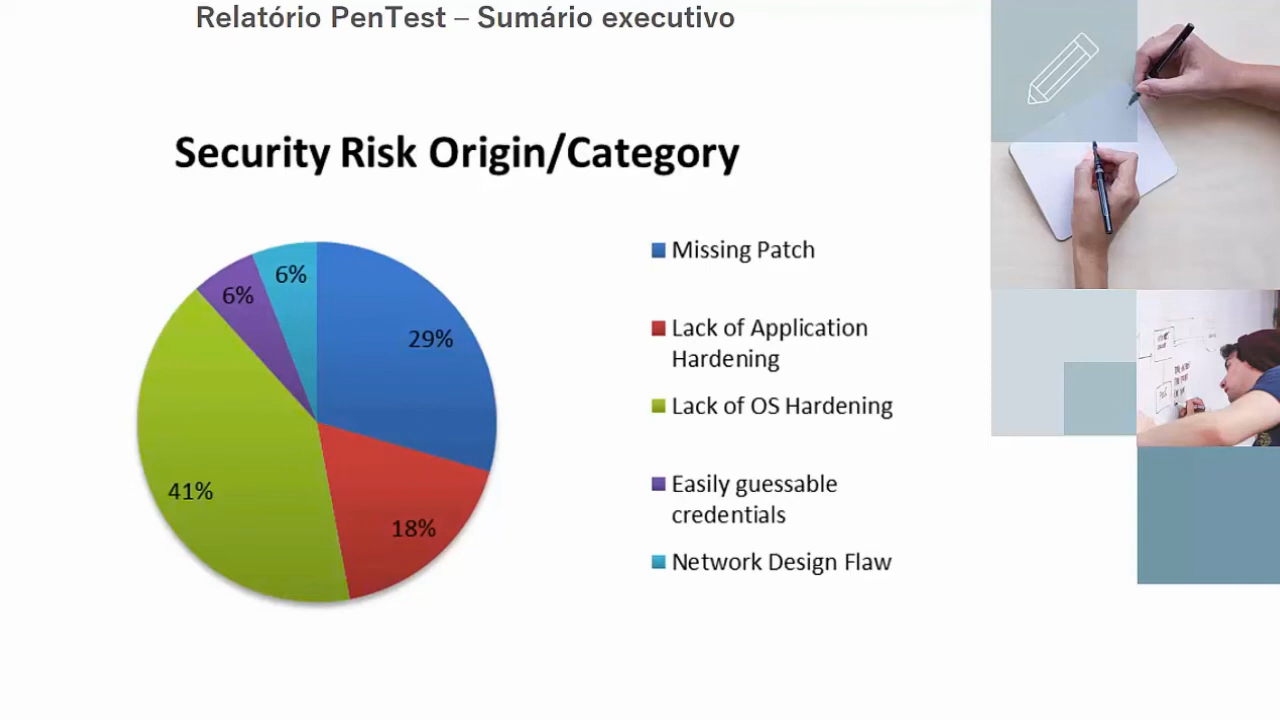 Relatório PenTest – Sumário executivo
Security Risk Origin/Category
6%
6%
29%
41%
18%
Missing Patch
Lack of Application
Hardening
Lack of OS Hardening
Easily guessable
credentials
Network Design Flaw